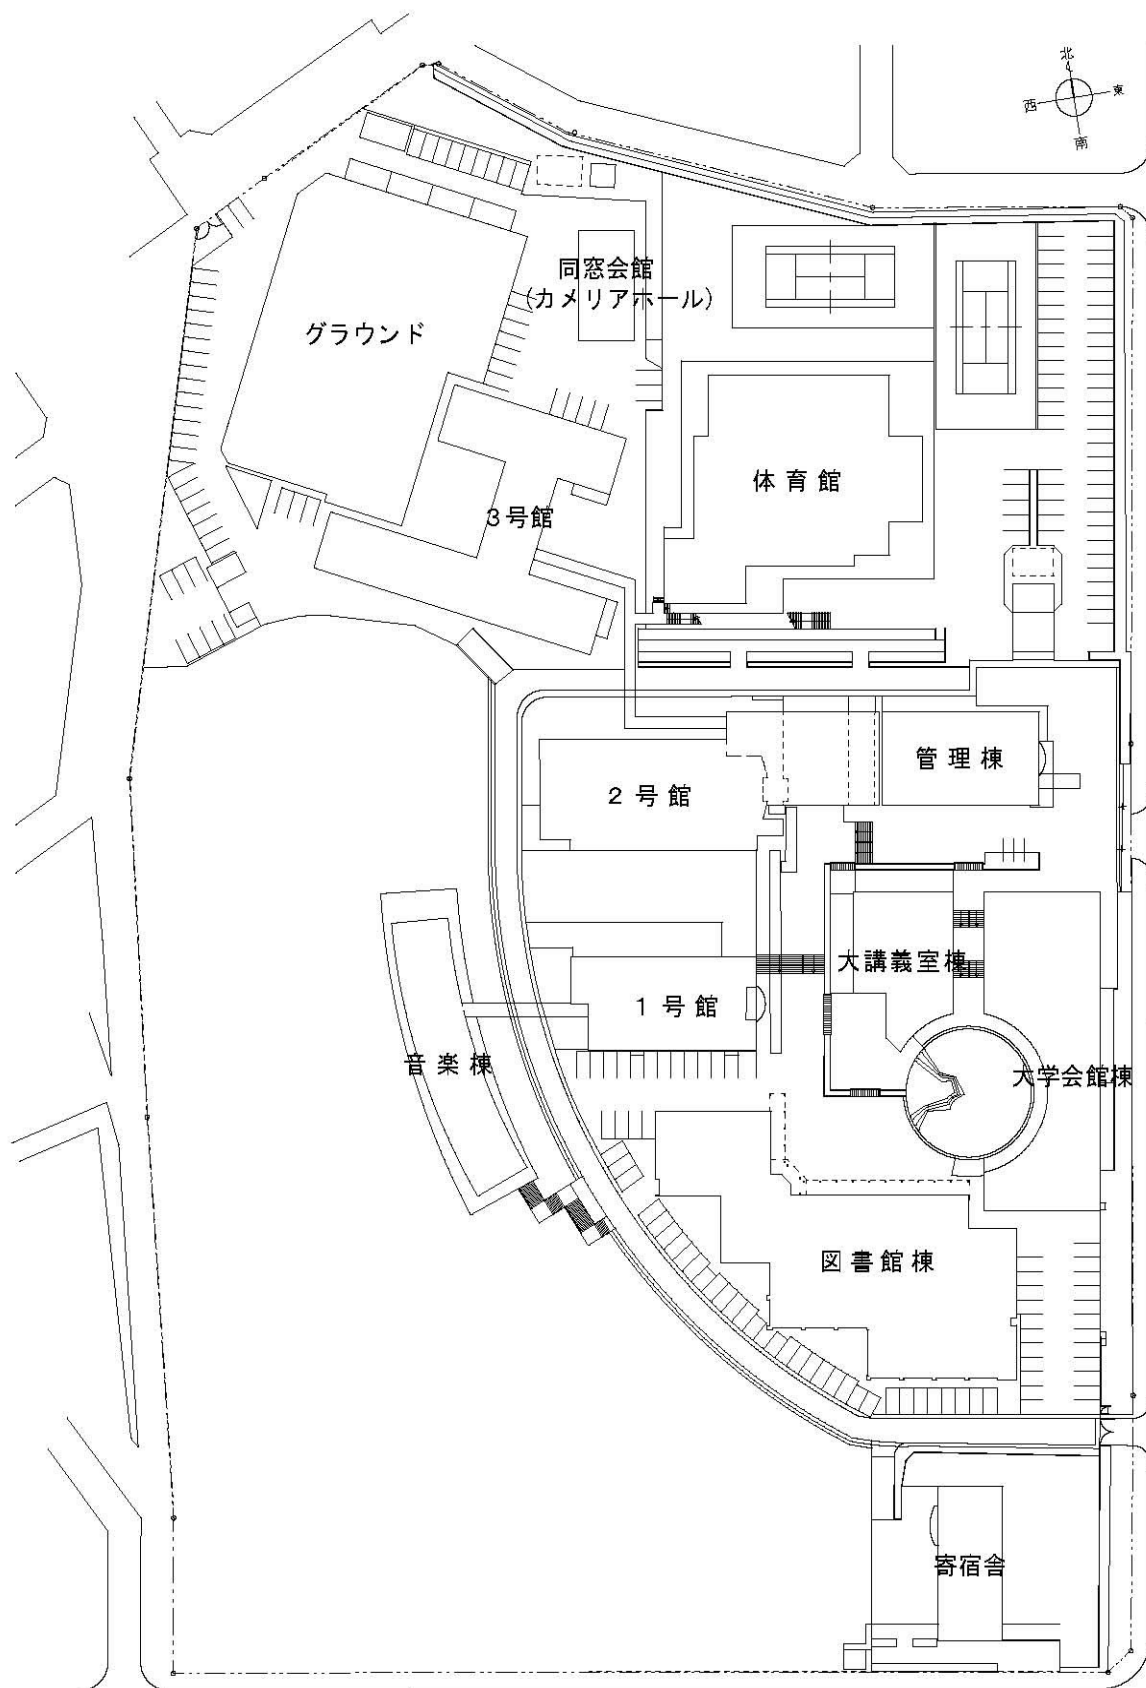 北
西
東
南
同窓会館
(カメリアホール)
グラウンド
体育館
3号館
管理棟
2号館
大講義室棟
1号館
音楽棟
大学会館棟
図書館棟
寄宿舎